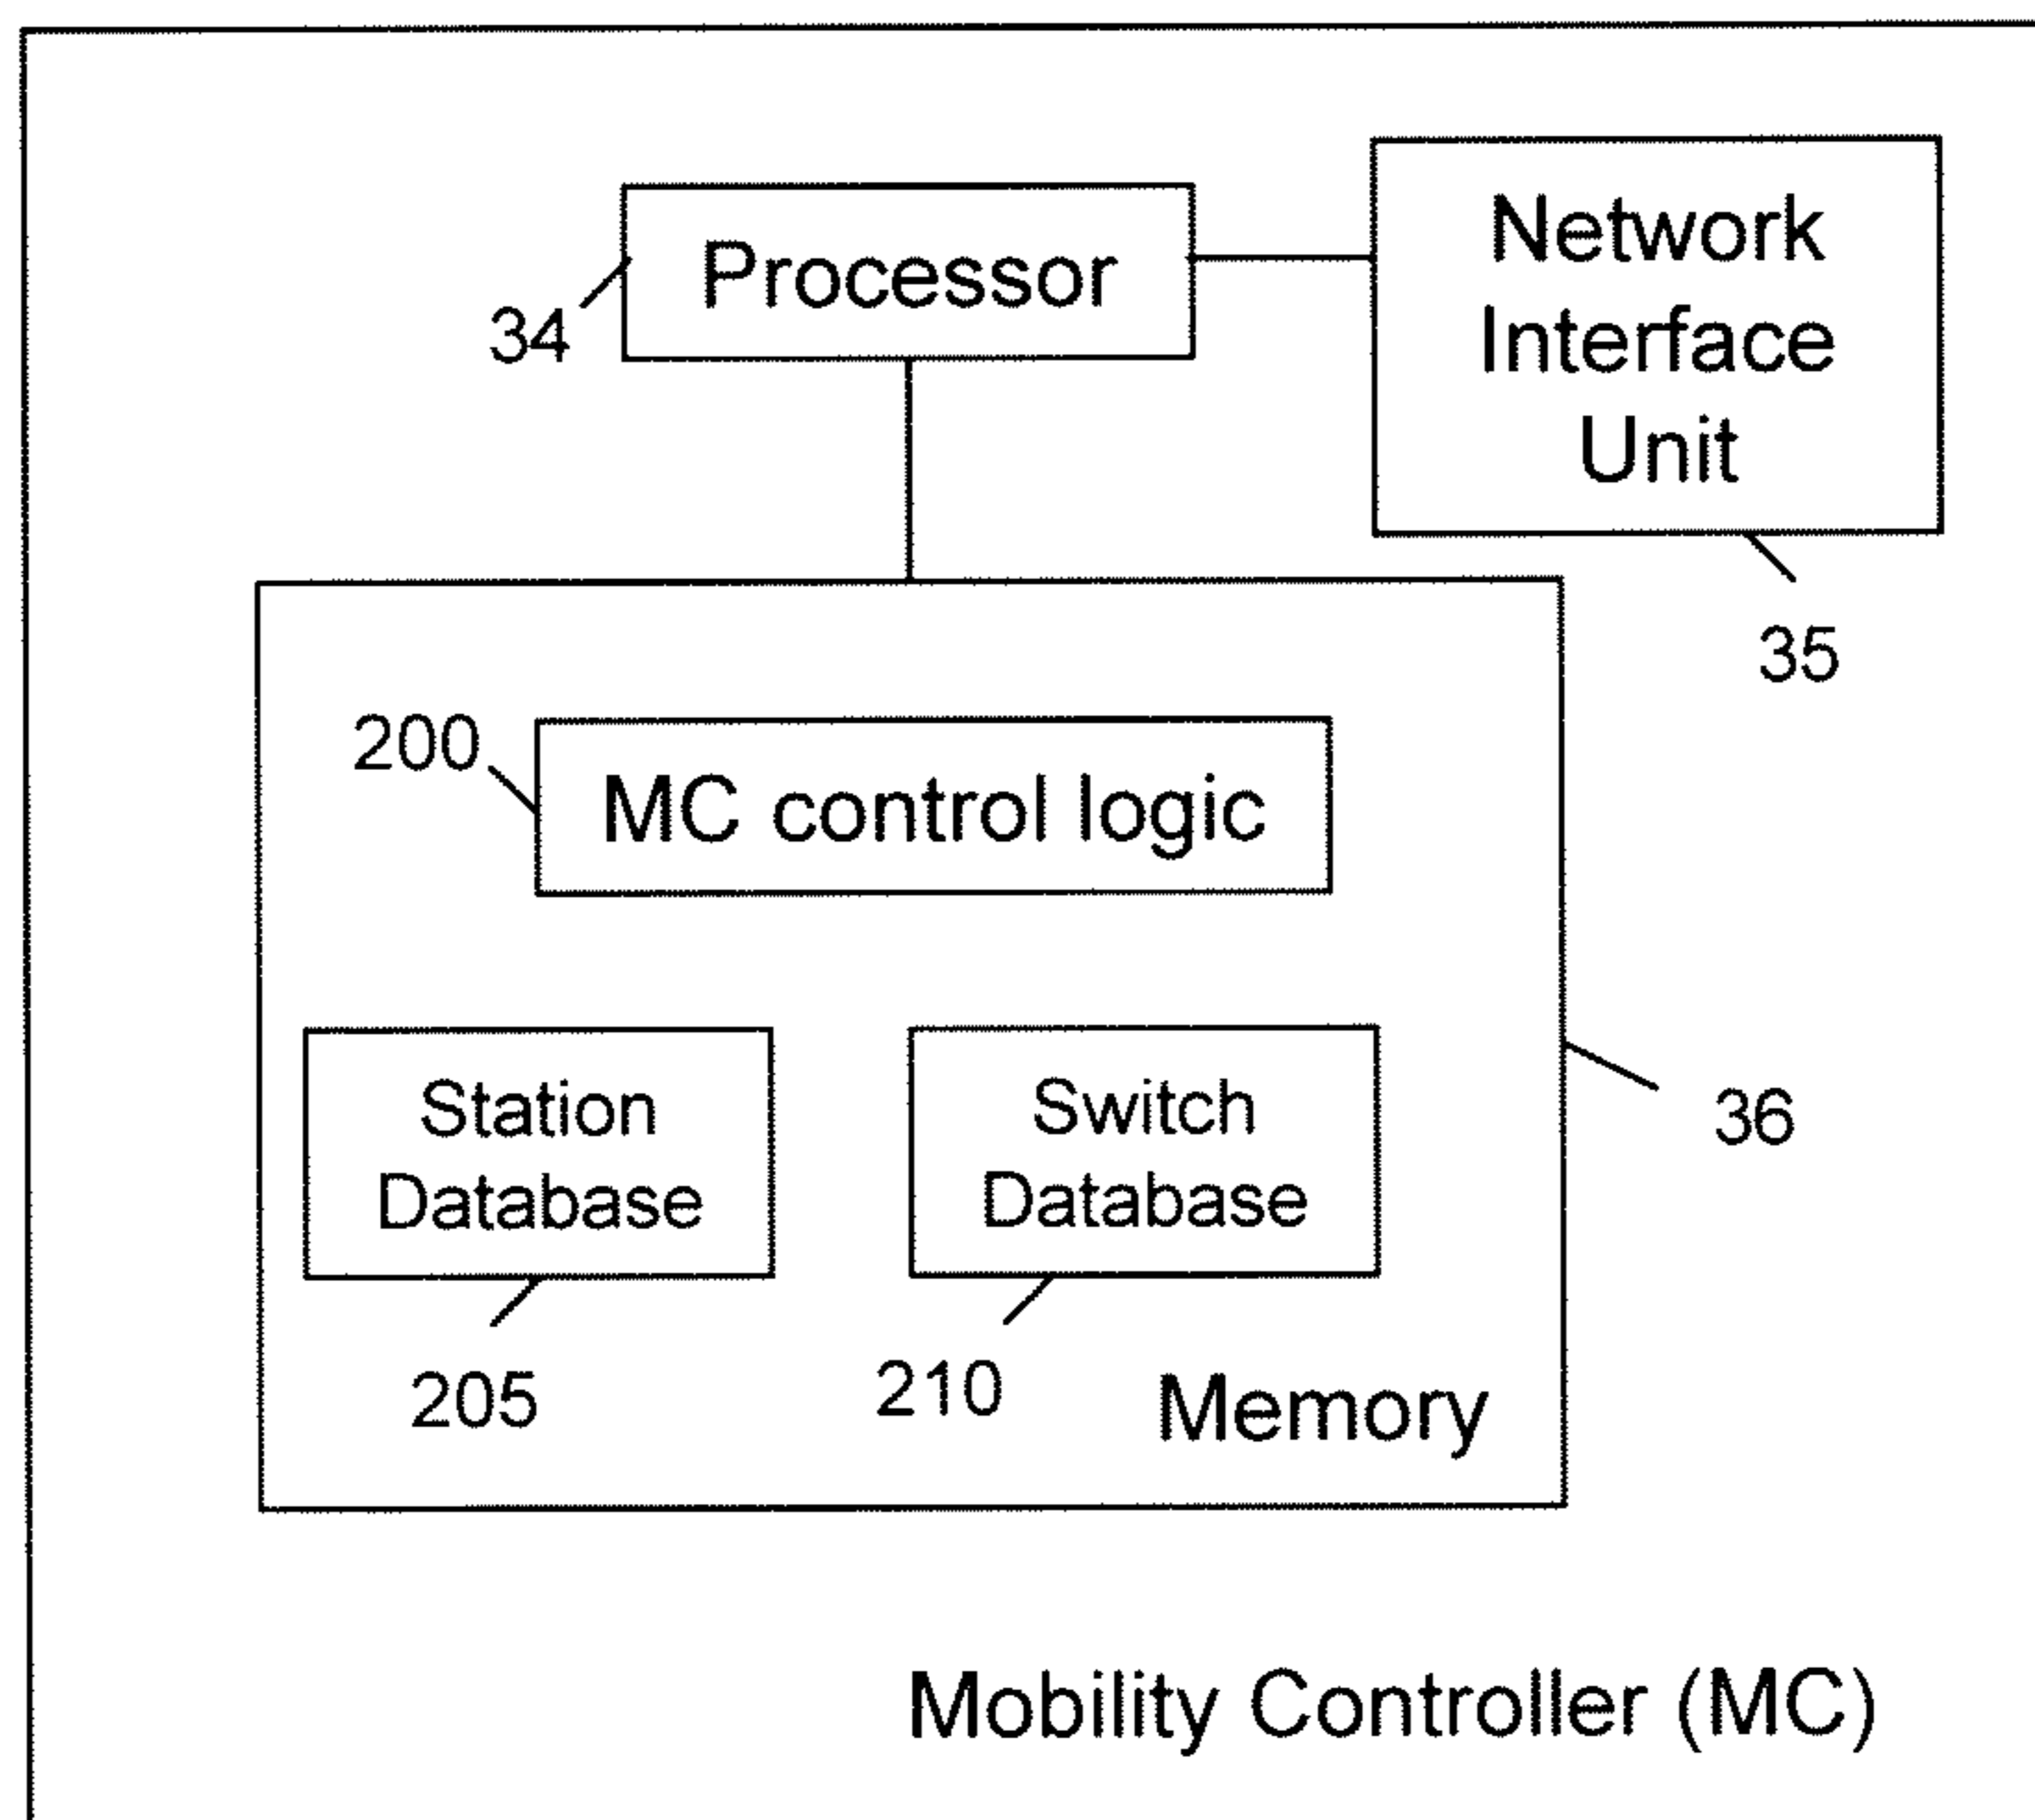 Processor
34
Network
Interface
Unit
35
200
MC control logic
Station
Database
205
Switch
Database
210
36
Memory
Mobility Controller (MC)